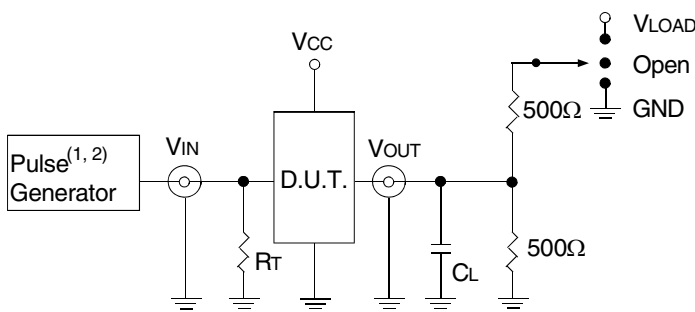 VLOAD
VCC
Open
500Ω
GND
Pulse(1, 2)
Generator
VIN
D.U.T.
VOUT
RT
CL
500Ω